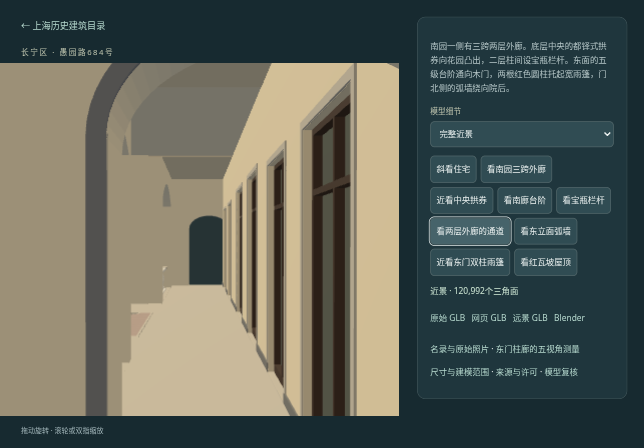 ← 上海历史建筑目录
长宁区 · 愚园路684号
南园一侧有三跨两层外廊。底层中央的都铎式拱
券向花园凸出，二层柱间设宝瓶栏杆。东面的五
级台阶通向木门，两根红色圆柱托起宽雨篷，门
北侧的弧墙绕向院后。
模型细节
完整近景
斜看住宅
看南园三跨外廊
近看中央拱券
看南廊台阶
看宝瓶栏杆
看两层外廊的通道
看东立面弧墙
近看东门双柱雨篷
看红瓦坡屋顶
近景 · 120,992个三角面
原始 GLB 网页 GLB 远景 GLB Blender
名录与原始照片 · 东门柱廊的五视角测量
尺寸与建模范围 · 来源与许可 · 模型复核
拖动旋转 · 滚轮或双指缩放